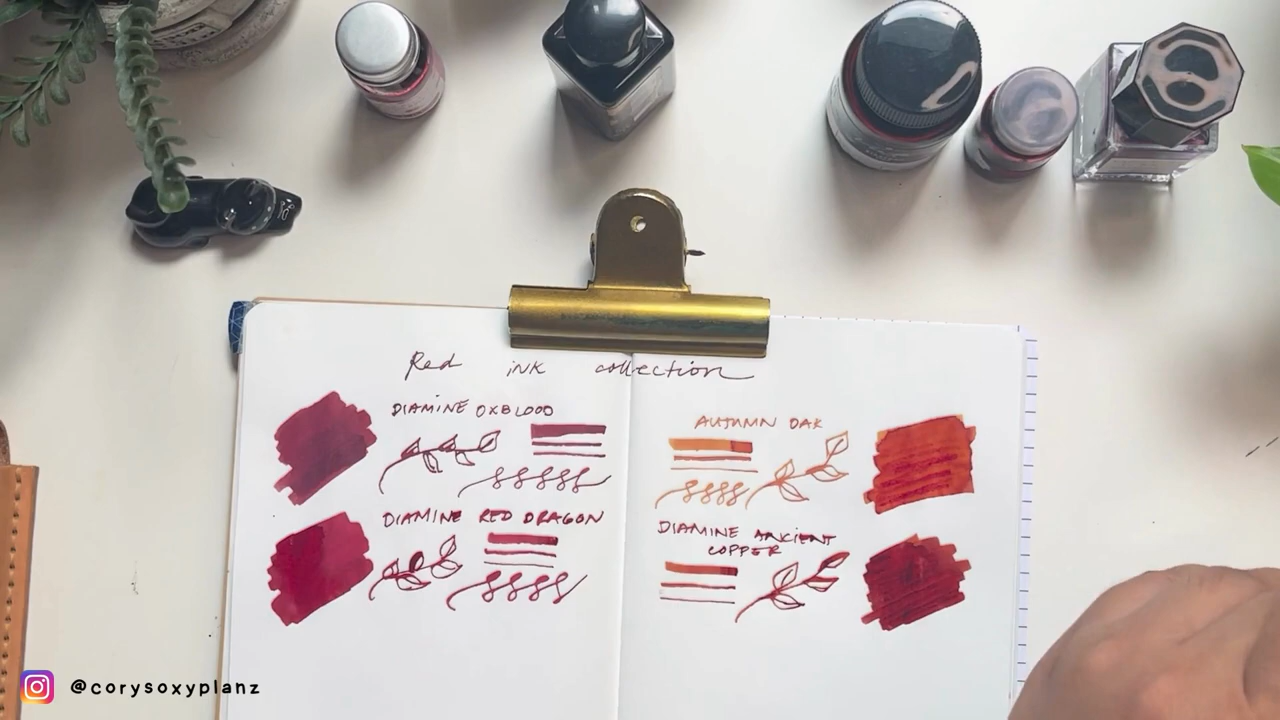 Red ink collection
DIAMINE OXBLOOD
DIAMINE RED DRAGON
AUTUMN OAK
DIAMINE ANCIENT
COPPER
@corysoxyplanz